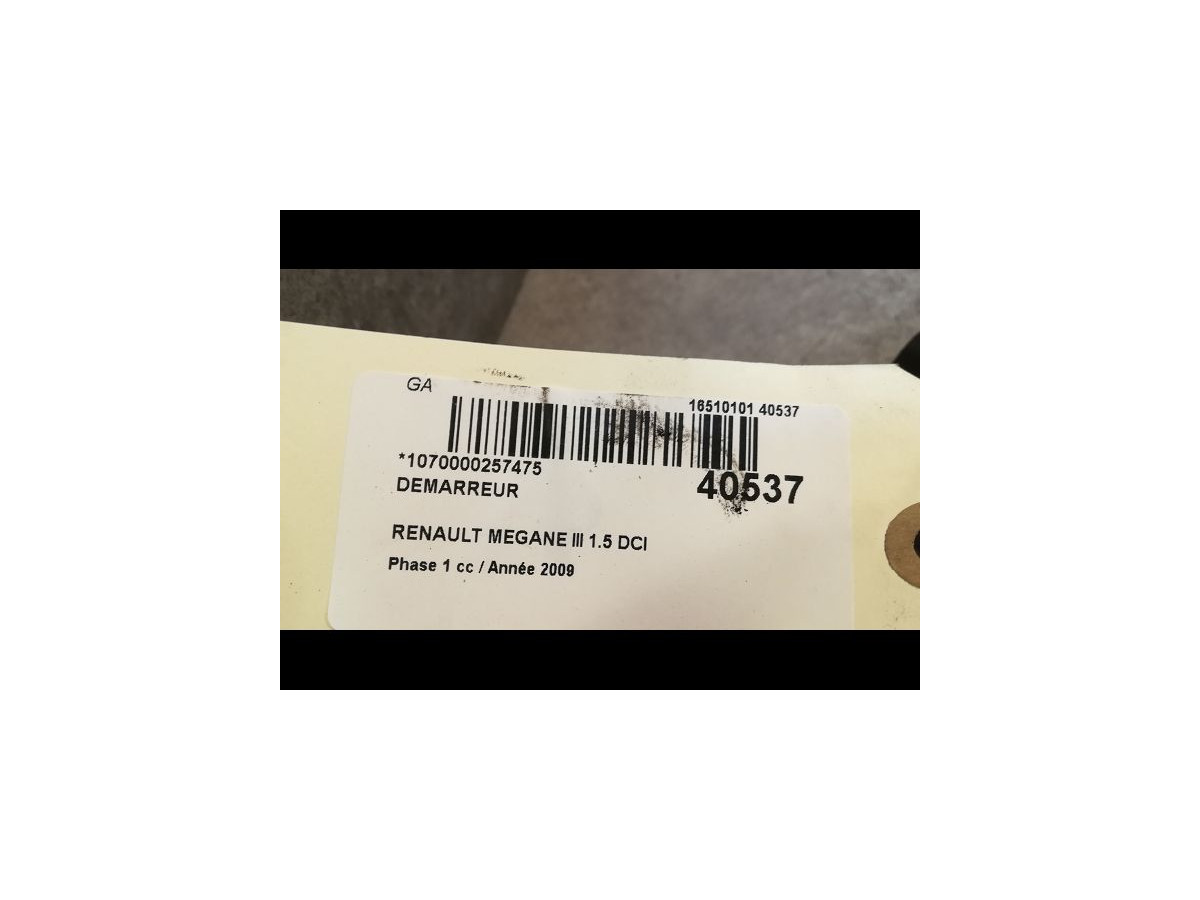 GA
16510101 40537
*1070000257475
40537
DEMARREUR
RENAULT MEGANE III 1.5 DCI
Phase 1 cc / Année 2009